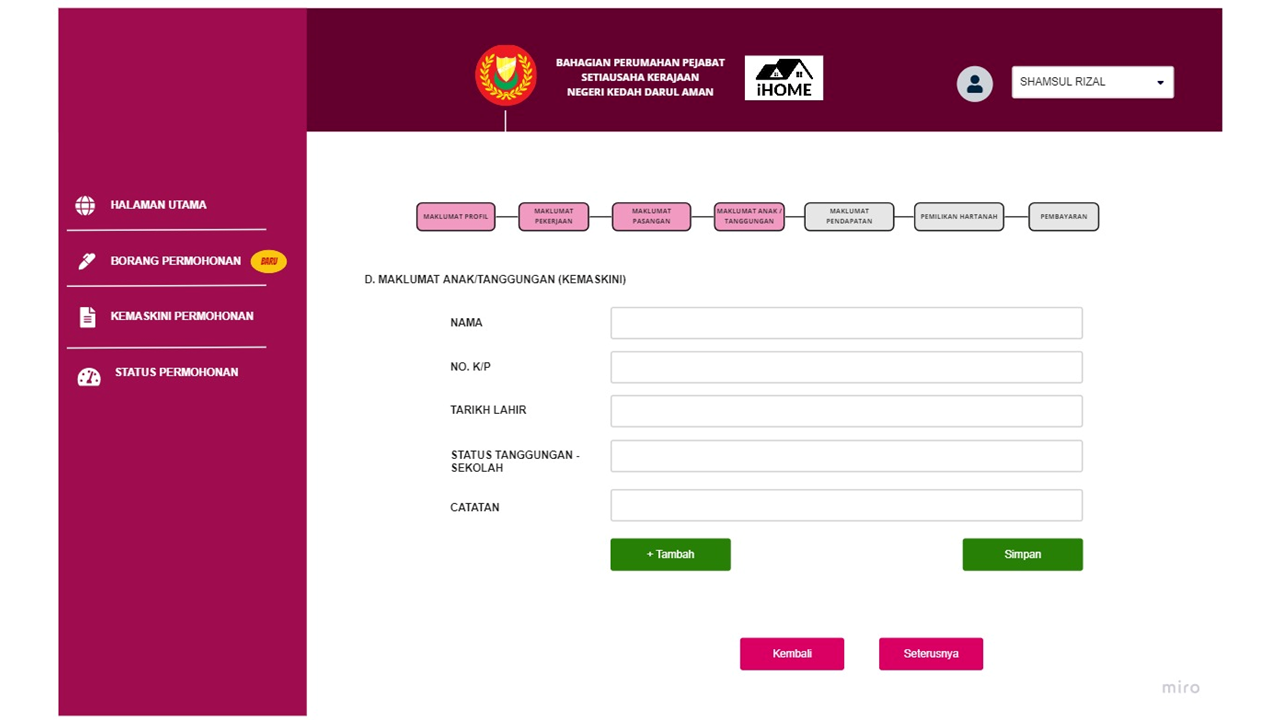 BAHAGIAN PERUMAHAN PEJABAT
SETIAUSAHA KERAJAAN
NEGERI KEDAH DARUL AMAN
iHOME
SHAMSUL RIZAL
HALAMAN UTAMA
BORANG PERMOHONAN BARU
KEMASKINI PERMOHONAN
STATUS PERMOHONAN
MAKLUMAT PROFIL
MAKLUMAT
PEKERJAAN
MAKLUMAT
PASANGAN
MAKLUMAT ANAK /
TANGGUNGAN
MAKLUMAT
PENDAPATAN
PEMILIKAN HARTANAH
PEMBAYARAN
D. MAKLUMAT ANAK/TANGGUNGAN (KEMASKINI)
NAMA
NO. K/P
TARIKH LAHIR
STATUS TANGGUNGAN -
SEKOLAH
CATATAN
+ Tambah
Simpan
Kembali
Seterusnya
miro